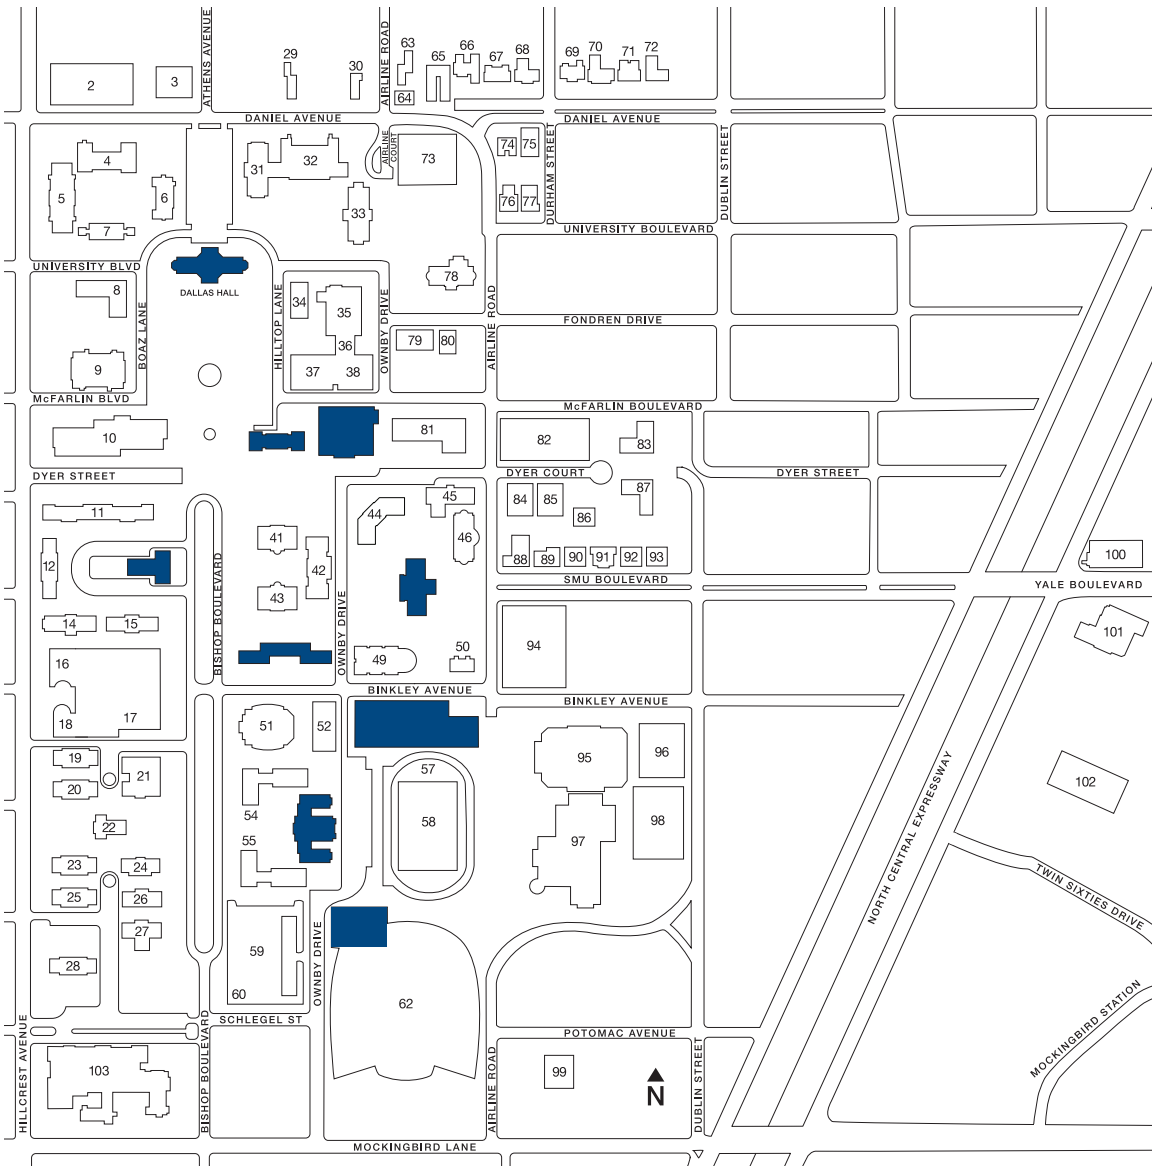 ATHENS AVENUE
AIRLINE ROAD
63
66
67
68
69
70
71
72
29
30
65
64
2
3
DANIEL AVENUE
DANIEL AVENUE
AIRLINE COURT
DURHAM STREET
DUBLIN STREET
4
5
6
7
31
32
33
73
74
75
76
77
UNIVERSITY BOULEVARD
UNIVERSITY BLVD
DALLAS HALL
78
8
BOAZ LANE
HILLTOP LANE
OWNBY DRIVE
AIRLINE ROAD
34
35
36
37
38
79
80
FONDREN DRIVE
9
McFARLIN BLVD
McFARLIN BOULEVARD
10
81
82
83
DYER STREET
DYER COURT
DYER STREET
11
12
44
45
46
84
85
86
87
41
42
43
88
89
90
91
92
93
100
SMU BOULEVARD
YALE BOULEVARD
BISHOP BOULEVARD
OWNBY DRIVE
14
15
16
17
18
49
50
94
101
BINKLEY AVENUE
BINKLEY AVENUE
51
52
19
20
21
22
54
55
57
58
95
96
97
98
102
NORTH CENTRAL EXPRESSWAY
23
24
25
26
27
28
TWIN SIXTIES DRIVE
59
60
OWNBY DRIVE
62
MOCKINGBIRD STATION
HILLCREST AVENUE
BISHOP BOULEVARD
SCHLEGEL ST
AIRLINE ROAD
POTOMAC AVENUE
DUBLIN STREET
103
99
N
MOCKINGBIRD LANE